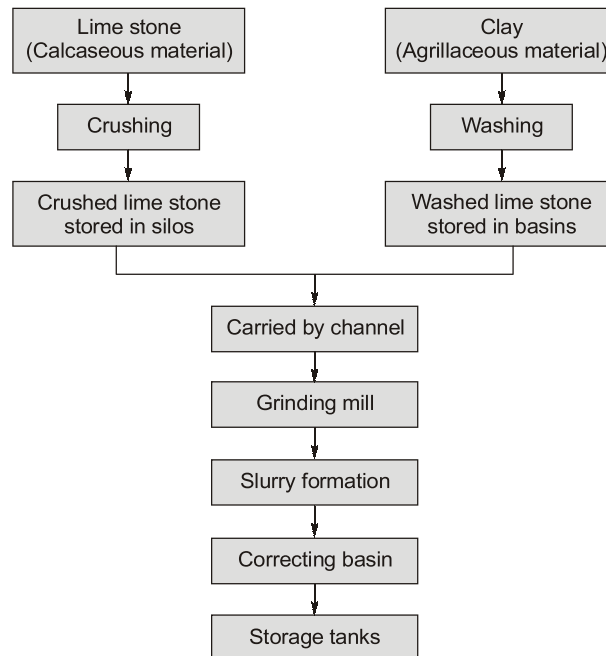 Lime stone
(Calcaseous material)
Clay
(Agrillaceous material)
Crushing
Washing
Crushed lime stone
stored in silos
Washed lime stone
stored in basins
Carried by channel
Grinding mill
Slurry formation
Correcting basin
Storage tanks